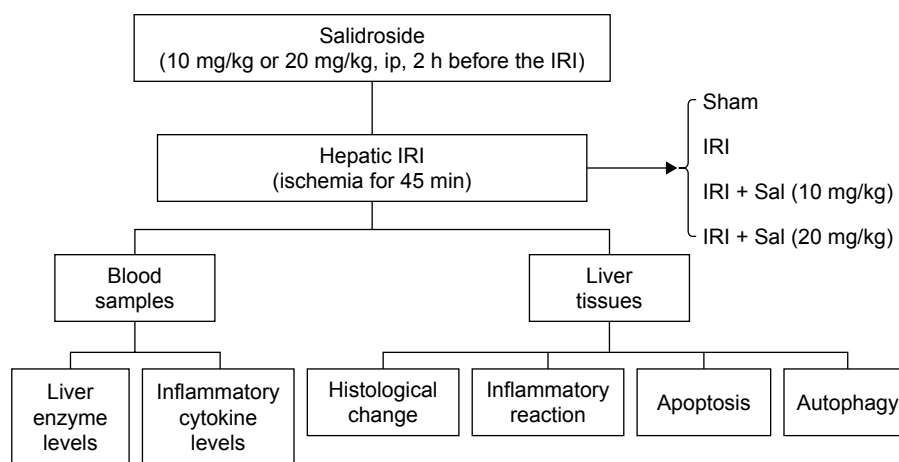 Salidroside
(10 mg/kg or 20 mg/kg, ip, 2 h before the IRI)
Hepatic IRI
(ischemia for 45 min)
Sham
IRI
IRI + Sal (10 mg/kg)
IRI + Sal (20 mg/kg)
Blood
samples
Liver
tissues
Liver
enzyme
levels
Inflammatory
cytokine
levels
Histological
change
Inflammatory
reaction
Apoptosis
Autophagy